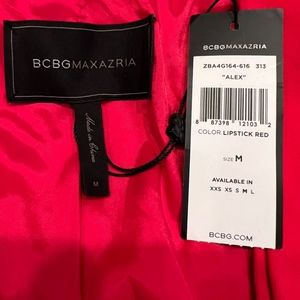 BCBGMAXAZRIA
Made in China
M
BCBGMAXAZRIA
ZBA4G164-616 313
"ALEX"
8 87398 12103 2
COLOR LIPSTICK RED
SIZE M
AVAILABLE IN
XXS XS S M L
BCBG.COM